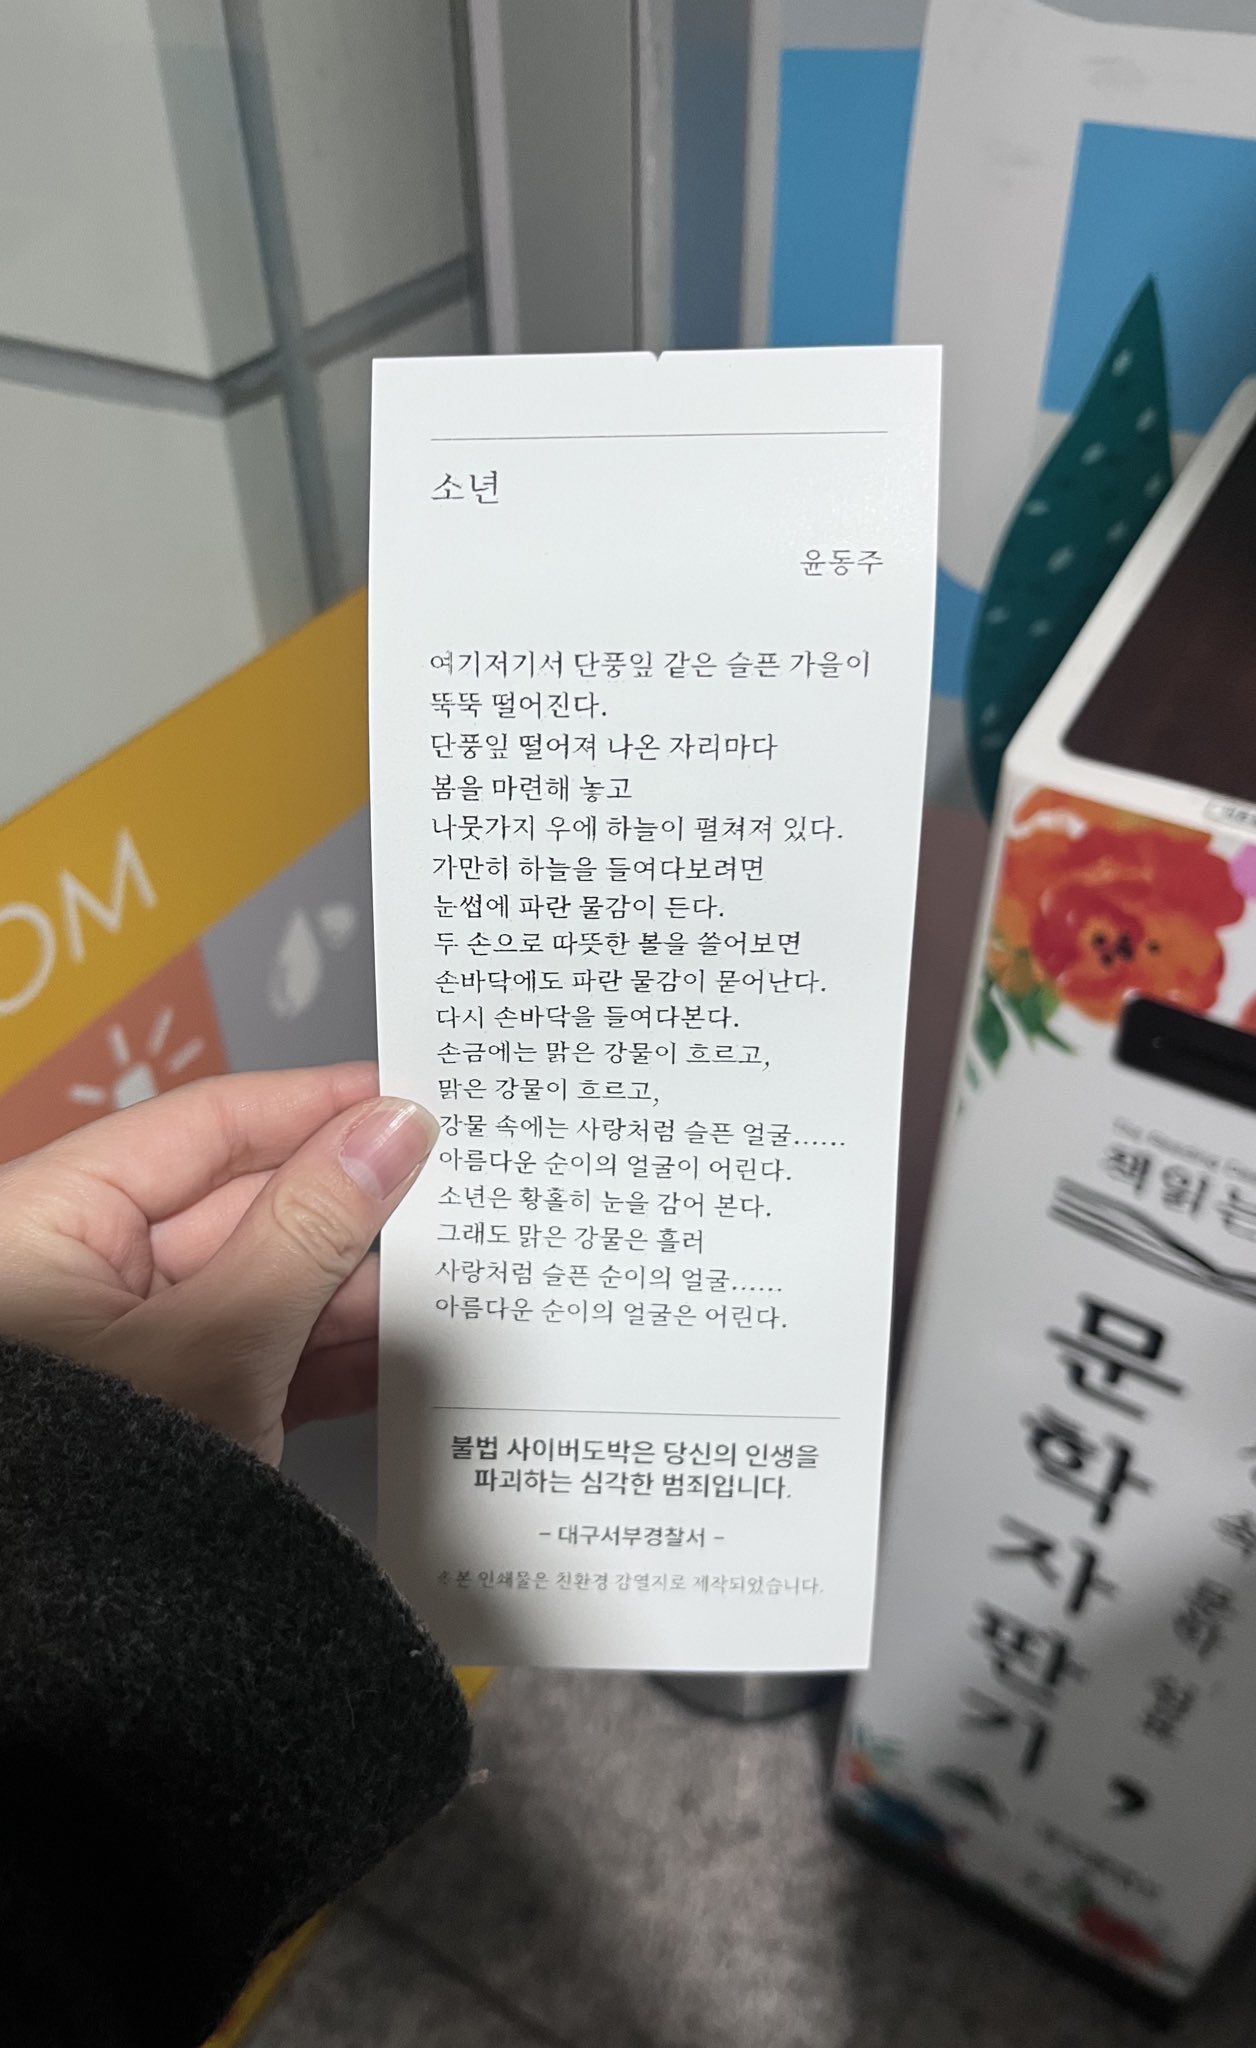 소년
윤동주
여기저기서 단풍잎 같은 슬픈 가을이
뚝뚝 떨어진다.
단풍잎 떨어져 나온 자리마다
봄을 마련해 놓고
나뭇가지 우에 하늘이 펼쳐져 있다.
가만히 하늘을 들여다보려면
눈썹에 파란 물감이 든다.
두 손으로 따뜻한 볼을 쓸어보면
손바닥에도 파란 물감이 묻어난다.
다시 손바닥을 들여다본다.
손금에는 맑은 강물이 흐르고,
맑은 강물이 흐르고,
강물 속에는 사랑처럼 슬픈 얼굴……
아름다운 순이의 얼굴이 어린다.
소년은 황홀히 눈을 감어 본다.
그래도 맑은 강물은 흘러
사랑처럼 슬픈 순이의 얼굴……
아름다운 순이의 얼굴은 어린다.
불법 사이버도박은 당신의 인생을
파괴하는 심각한 범죄입니다.
- 대구서부경찰서 -
※본 인쇄물은 친환경 감열지로 제작되었습니다.
OM
책읽는
문학자판기